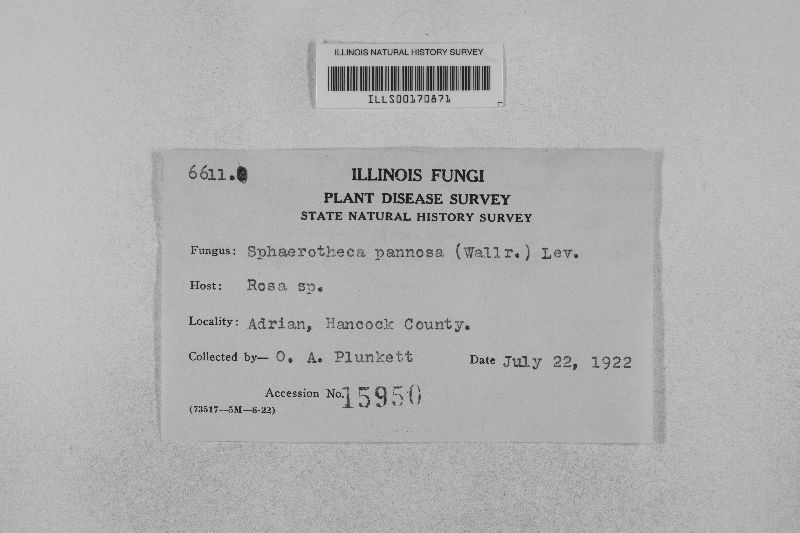 ILLINOIS NATURAL HISTORY SURVEY
ILLS00170871
6611.
ILLINOIS FUNGI
PLANT DISEASE SURVEY
STATE NATURAL HISTORY SURVEY
Fungus: Sphaerotheca pannosa (Wallr.) Lev.
Host: Rosa sp.
Locality: Adrian, Hancock County.
Collected by— O. A. Plunkett Date July 22, 1922
Accession No. 15950
(73517—5M—8-22)